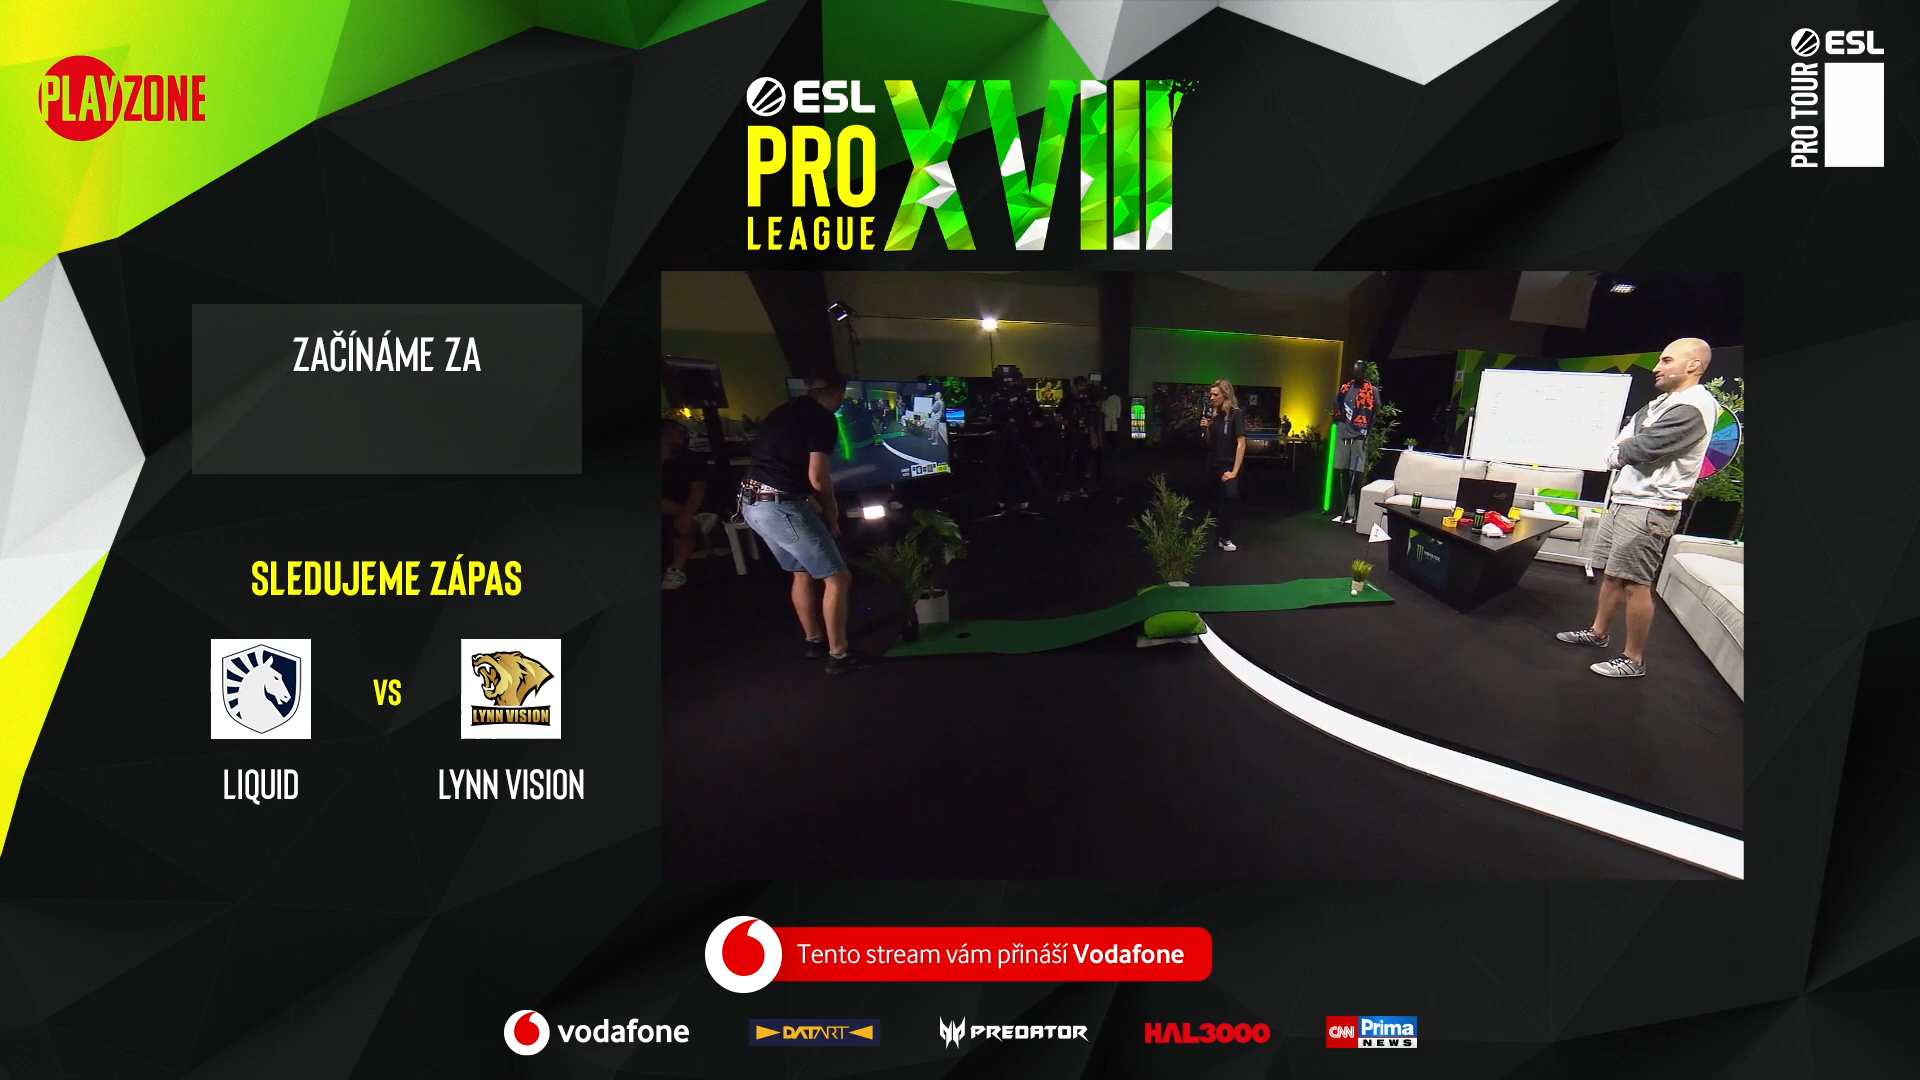 PLAYZONE
ESL
PRO
LEAGUE
XVIII
ESL
PRO TOUR
ZAČÍNÁME ZA
SLEDUJEME ZÁPAS
LYNN VISION
VS
LIQUID
LYNN VISION
Tento stream vám přináší Vodafone
vodafone
DATART
PREDATOR
HAL3000
CNN Prima
NEWS